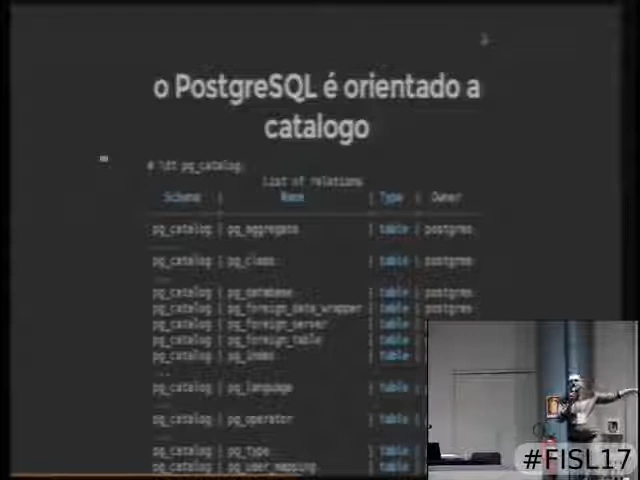 o PostgreSQL é orientado a
catalogo
# \dt pg_catalog.
List of relations
Schema | Name | Type | Owner
pg_catalog | pg_aggregate | table | postgres
...
pg_catalog | pg_class | table | postgres
...
pg_catalog | pg_database | table | postgres
pg_catalog | pg_foreign_data_wrapper | table | postgres
pg_catalog | pg_foreign_server | table |
pg_catalog | pg_foreign_table | table |
pg_catalog | pg_index | table |
...
pg_catalog | pg_language | table |
...
pg_catalog | pg_operator | table |
...
pg_catalog | pg_type | table |
pg_catalog | pg_user_mapping | table |
#FISL17